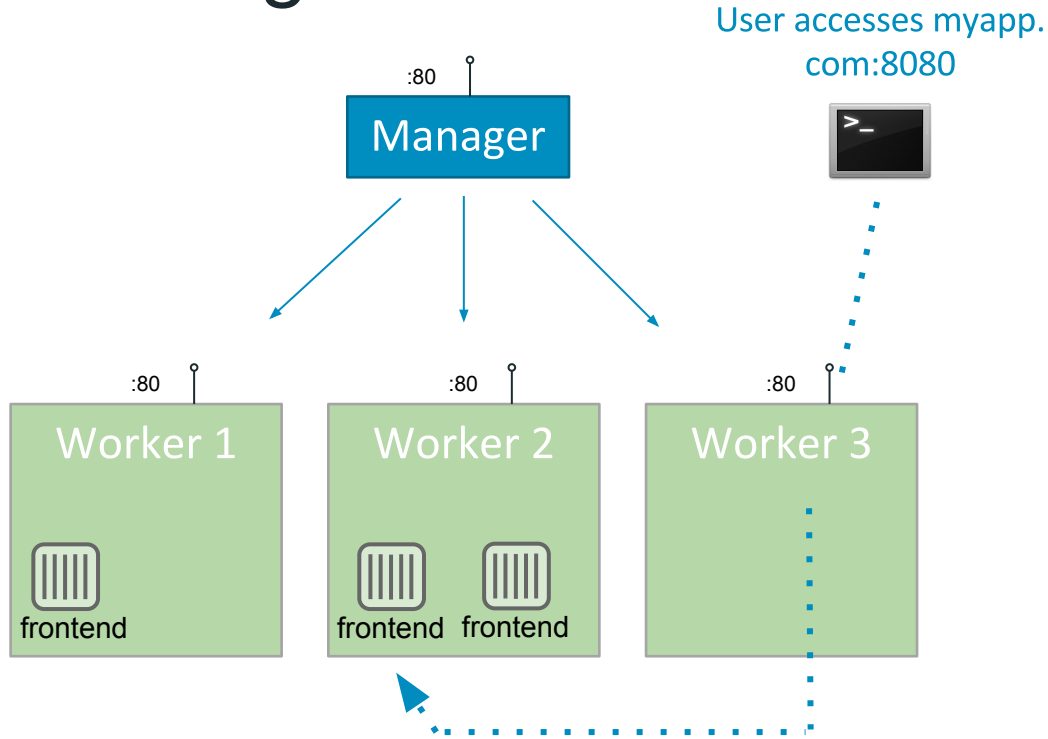 User accesses myapp.
com:8080
:80
Manager
>_
:80
:80
:80
Worker 1
Worker 2
Worker 3
frontend
frontend
frontend